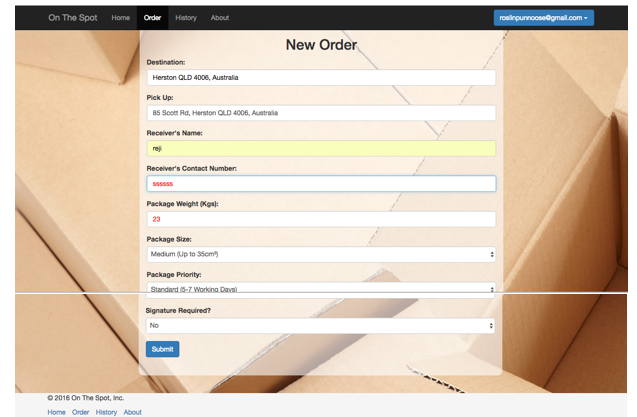 On The Spot Home Order History About roslinpunnoose@gmail.com
New Order
Destination:
Herston QLD 4006, Australia
Pick Up:
85 Scott Rd, Herston QLD 4006, Australia
Receiver's Name:
reji
Receiver's Contact Number:
ssssss
Package Weight (Kgs):
23
Package Size:
Medium (Up to 35cm³)
Package Priority:
Standard (5-7 Working Days)
Signature Required?
No
Submit
© 2016 On The Spot, Inc.
Home Order History About